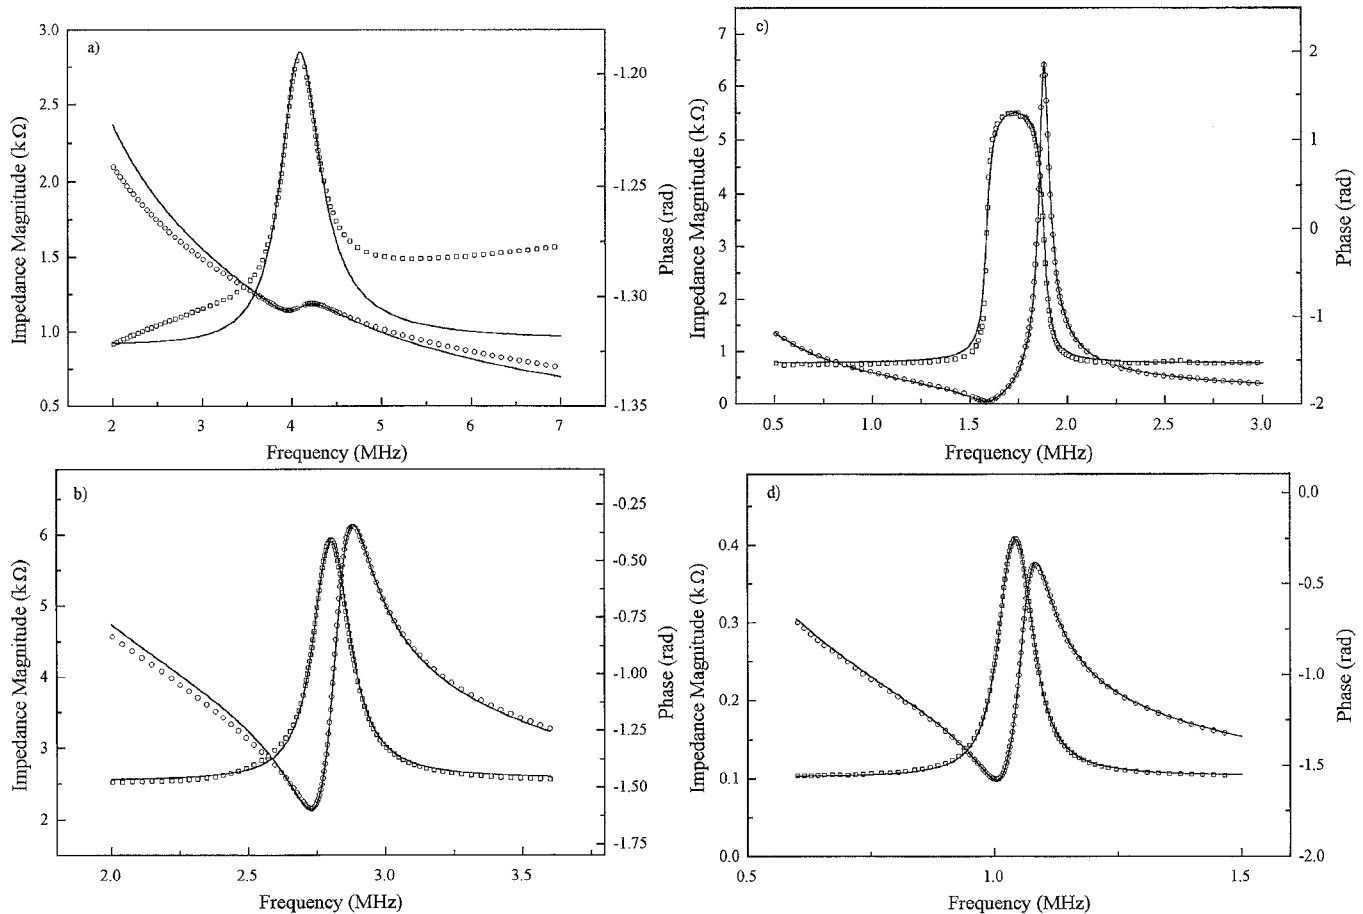 a)
3.0
2.5
2.0
1.5
1.0
0.5
Impedance Magnitude (k Ω)
2 3 4 5 6 7
Frequency (MHz)
-1.20
-1.25
-1.30
-1.35
Phase (rad)
c)
7
6
5
4
3
2
1
0
Impedance Magnitude (k Ω)
0.5 1.0 1.5 2.0 2.5 3.0
Frequency (MHz)
2
1
0
-1
-2
Phase (rad)
b)
6
5
4
3
2
Impedance Magnitude (k Ω)
2.0 2.5 3.0 3.5
Frequency (MHz)
-0.25
-0.50
-0.75
-1.00
-1.25
-1.50
-1.75
Phase (rad)
d)
0.4
0.3
0.2
0.1
0.0
Impedance Magnitude (k Ω)
0.5 1.0 1.5
Frequency (MHz)
0.0
-0.5
-1.0
-1.5
-2.0
Phase (rad)